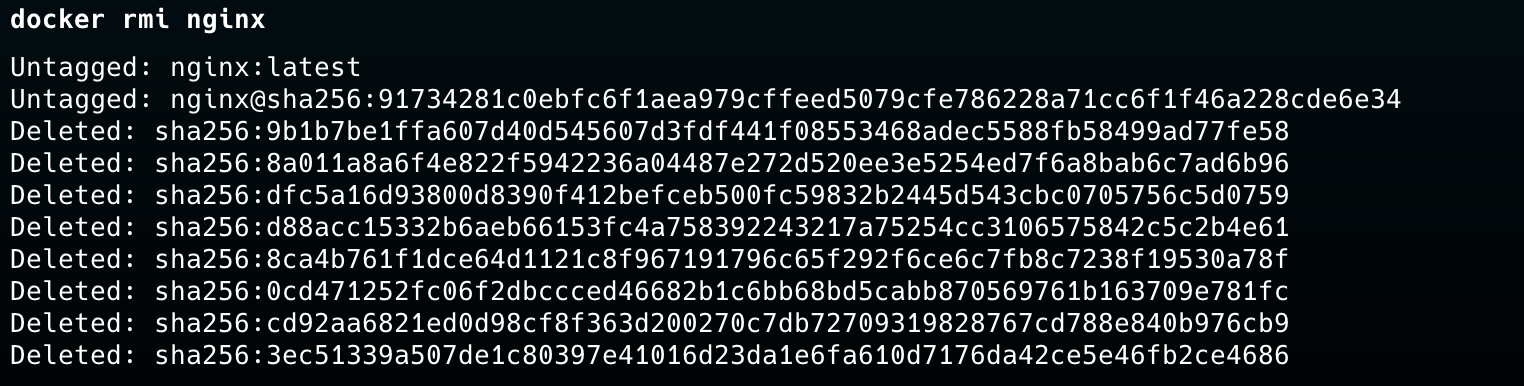 docker rmi nginx
Untagged: nginx:latest
Untagged: nginx@sha256:91734281c0ebfc6f1aea979cffeed5079cfe786228a71cc6f1f46a228cde6e34
Deleted: sha256:9b1b7be1ffa607d40d545607d3fdf441f08553468adec5588fb58499ad77fe58
Deleted: sha256:8a011a8a6f4e822f5942236a04487e272d520ee3e5254ed7f6a8bab6c7ad6b96
Deleted: sha256:dfc5a16d93800d8390f412befceb500fc59832b2445d543cbc0705756c5d0759
Deleted: sha256:d88acc15332b6aeb66153fc4a758392243217a75254cc3106575842c5c2b4e61
Deleted: sha256:8ca4b761f1dce64d1121c8f967191796c65f292f6ce6c7fb8c7238f19530a78f
Deleted: sha256:0cd471252fc06f2dbccced46682b1c6bb68bd5cabb870569761b163709e781fc
Deleted: sha256:cd92aa6821ed0d98cf8f363d200270c7db72709319828767cd788e840b976cb9
Deleted: sha256:3ec51339a507de1c80397e41016d23da1e6fa610d7176da42ce5e46fb2ce4686